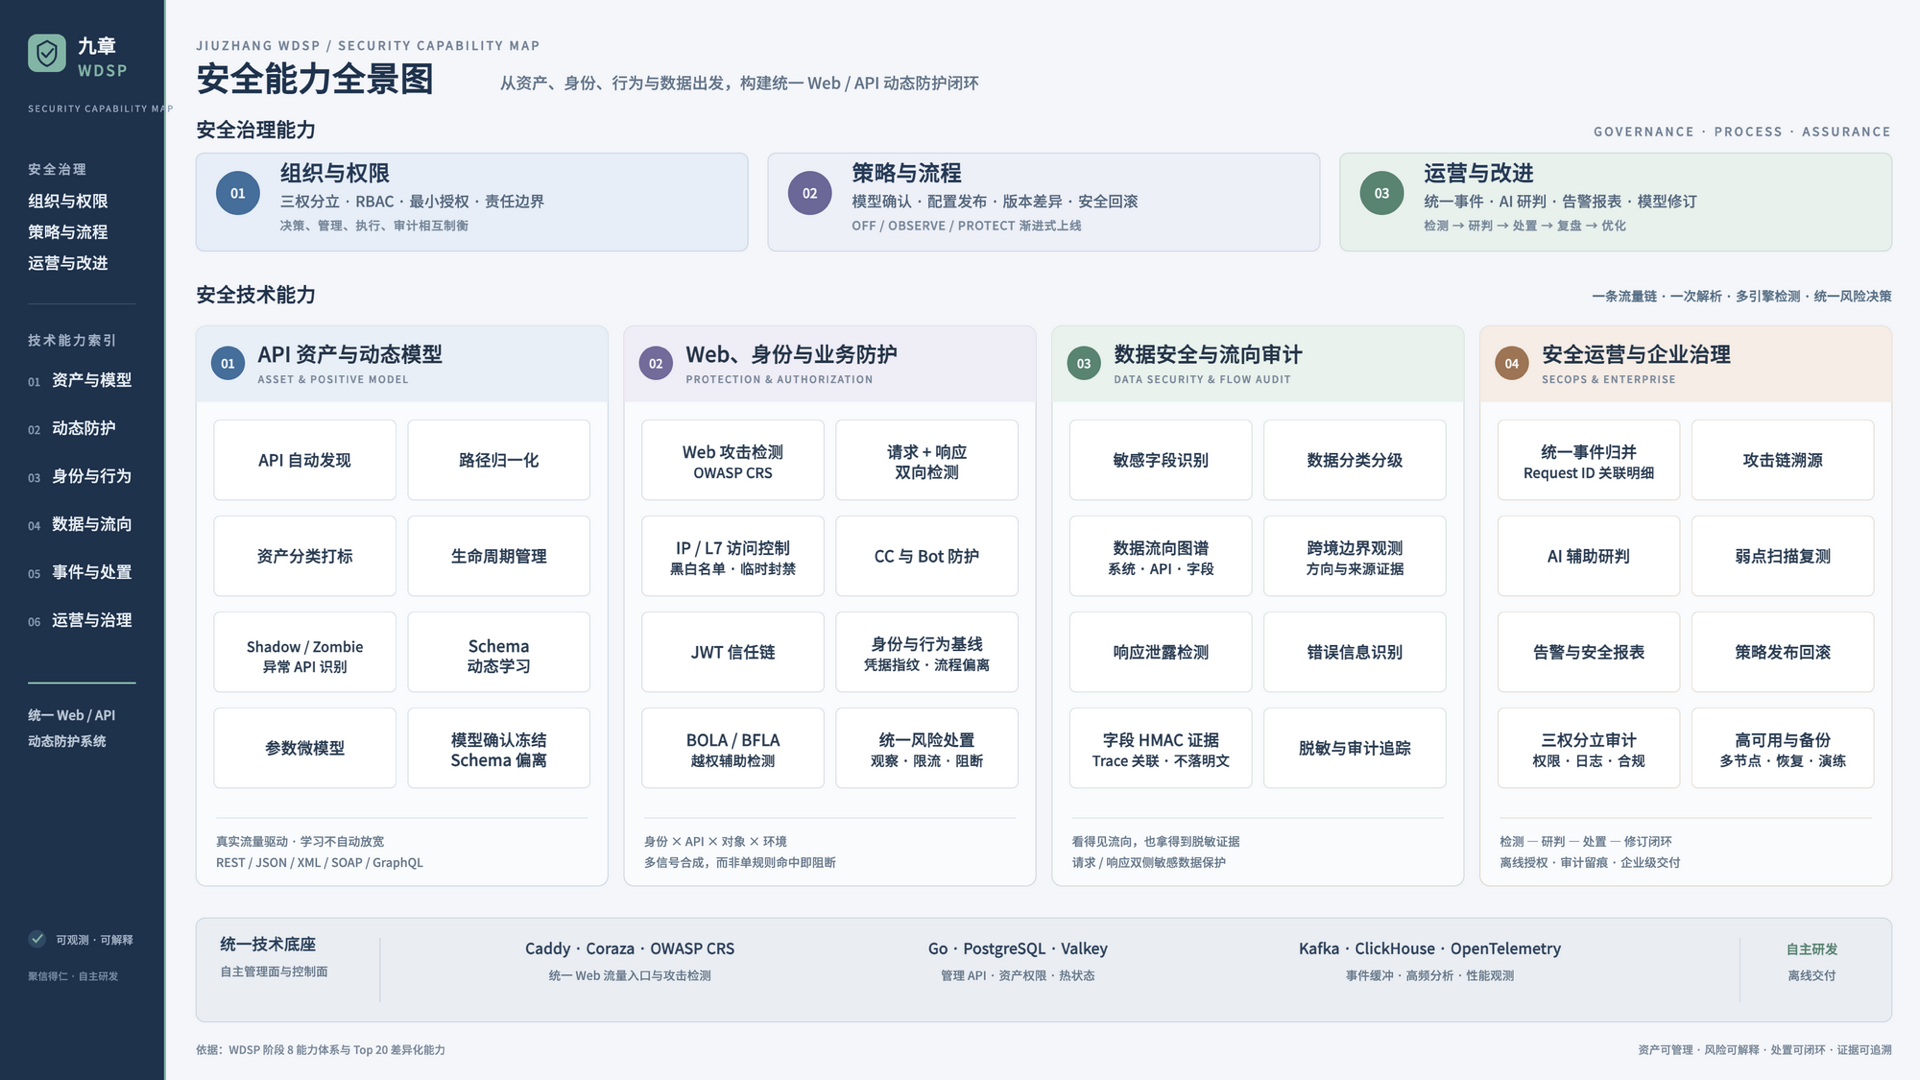 九章
WDSP
SECURITY CAPABILITY MAP
安全治理
组织与权限
策略与流程
运营与改进
技术能力索引
01 资产与模型
02 动态防护
03 身份与行为
04 数据与流向
05 事件与处置
06 运营与治理
统一 Web / API
动态防护系统
可观测 · 可解释
聚信得仁 · 自主研发
JIUZHANG WDSP / SECURITY CAPABILITY MAP
安全能力全景图
从资产、身份、行为与数据出发，构建统一 Web / API 动态防护闭环
安全治理能力
GOVERNANCE · PROCESS · ASSURANCE
01
组织与权限
三权分立 · RBAC · 最小授权 · 责任边界
决策、管理、执行、审计相互制衡
02
策略与流程
模型确认 · 配置发布 · 版本差异 · 安全回滚
OFF / OBSERVE / PROTECT 渐进式上线
03
运营与改进
统一事件 · AI 研判 · 告警报表 · 模型修订
检测 → 研判 → 处置 → 复盘 → 优化
安全技术能力
一条流量链 · 一次解析 · 多引擎检测 · 统一风险决策
01
API 资产与动态模型
ASSET & POSITIVE MODEL
API 自动发现
路径归一化
资产分类打标
生命周期管理
Shadow / Zombie
异常 API 识别
Schema
动态学习
参数微模型
模型确认冻结
Schema 偏离
真实流量驱动 · 学习不自动放宽
REST / JSON / XML / SOAP / GraphQL
02
Web、身份与业务防护
PROTECTION & AUTHORIZATION
Web 攻击检测
OWASP CRS
请求 + 响应
双向检测
IP / L7 访问控制
黑白名单 · 临时封禁
CC 与 Bot 防护
JWT 信任链
身份与行为基线
凭据指纹 · 流程偏离
BOLA / BFLA
越权辅助检测
统一风险处置
观察 · 限流 · 阻断
身份 × API × 对象 × 环境
多信号合成，而非单规则命中即阻断
03
数据安全与流向审计
DATA SECURITY & FLOW AUDIT
敏感字段识别
数据分类分级
数据流向图谱
系统 · API · 字段
跨境边界观测
方向与来源证据
响应泄露检测
错误信息识别
字段 HMAC 证据
Trace 关联 · 不落明文
脱敏与审计追踪
看得见流向，也拿得到脱敏证据
请求 / 响应双侧敏感数据保护
04
安全运营与企业治理
SECOPS & ENTERPRISE
统一事件归并
Request ID 关联明细
攻击链溯源
AI 辅助研判
弱点扫描复测
告警与安全报表
策略发布回滚
三权分立审计
权限 · 日志 · 合规
高可用与备份
多节点 · 恢复 · 演练
检测 — 研判 — 处置 — 修订闭环
离线授权 · 审计留痕 · 企业级交付
统一技术底座
自主管理面与控制面
Caddy · Coraza · OWASP CRS
统一 Web 流量入口与攻击检测
Go · PostgreSQL · Valkey
管理 API · 资产权限 · 热状态
Kafka · ClickHouse · OpenTelemetry
事件缓冲 · 高频分析 · 性能观测
自主研发
离线交付
依据：WDSP 阶段 8 能力体系与 Top 20 差异化能力
资产可管理 · 风险可解释 · 处置可闭环 · 证据可追溯